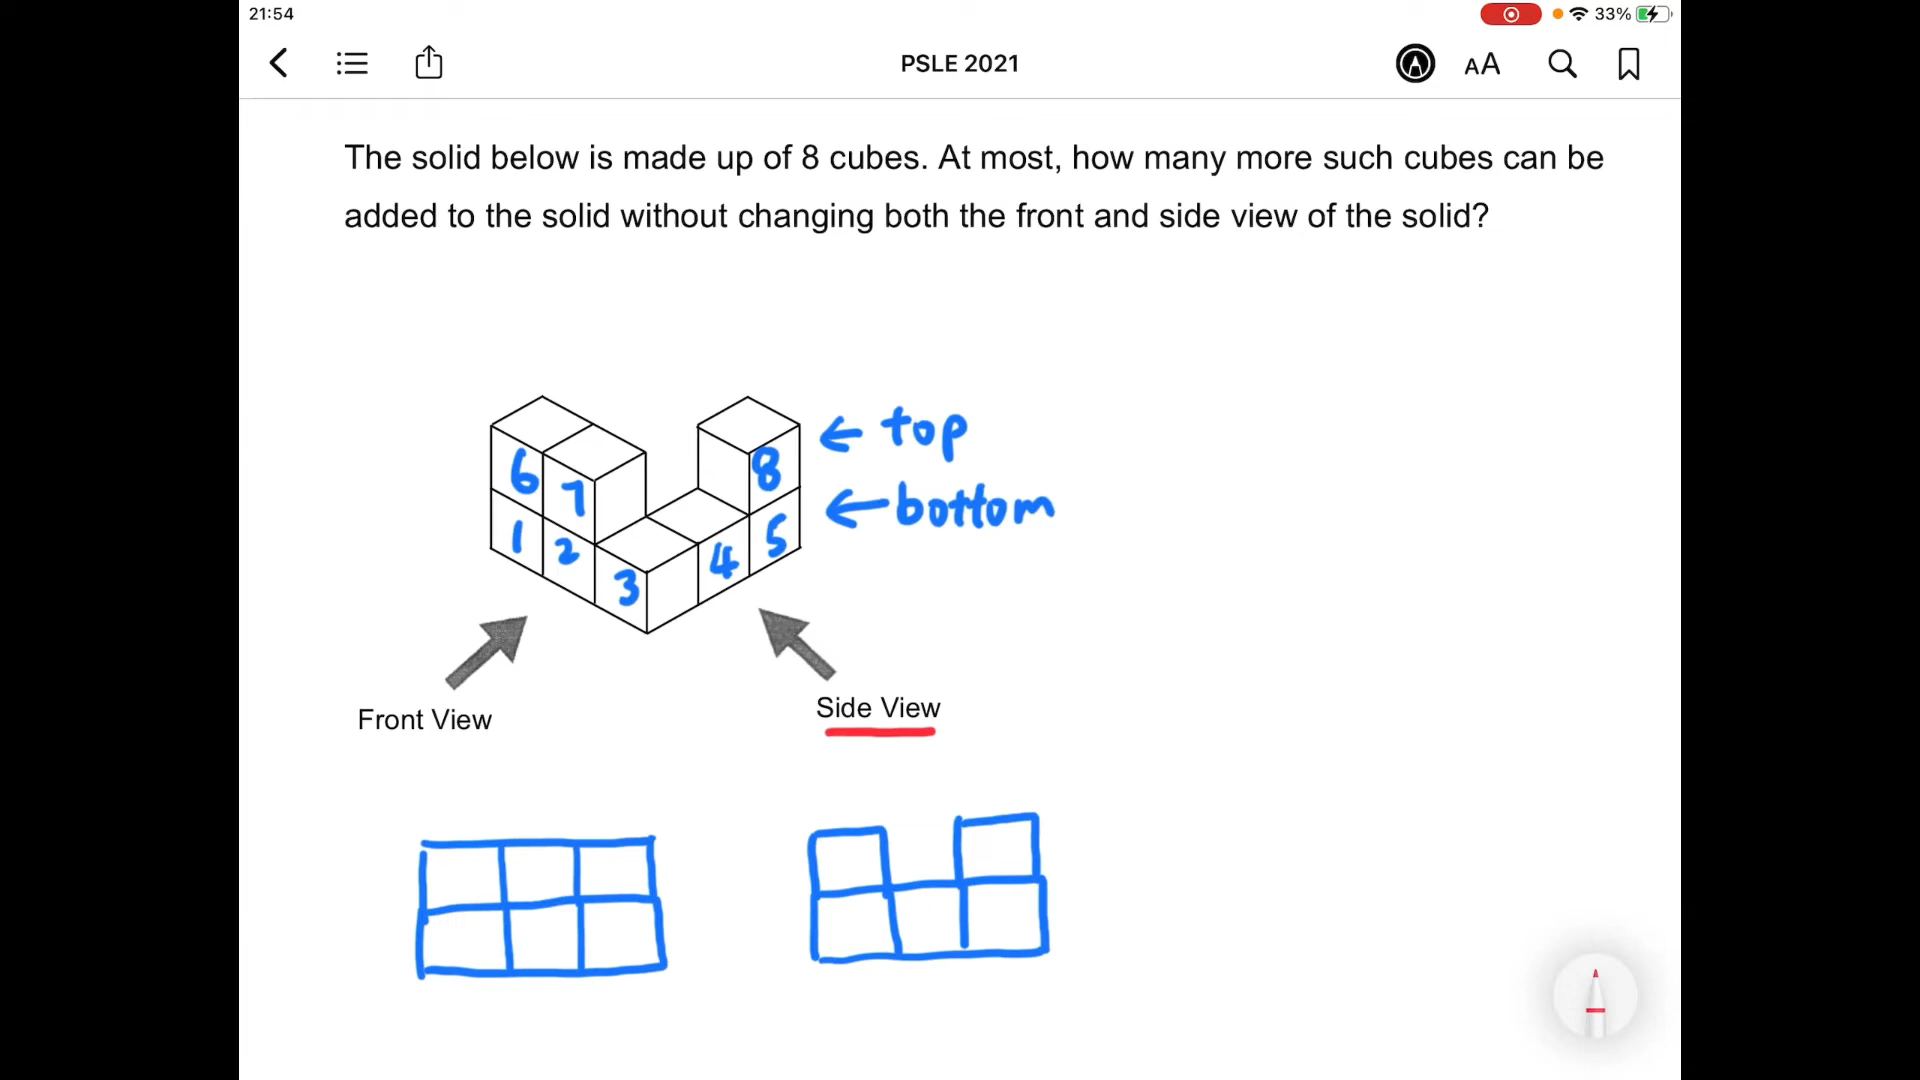 21:54
33%
PSLE 2021
AA
The solid below is made up of 8 cubes. At most, how many more such cubes can be
added to the solid without changing both the front and side view of the solid?
← top
6
7
8
← bottom
1
2
3
4
5
Front View
Side View